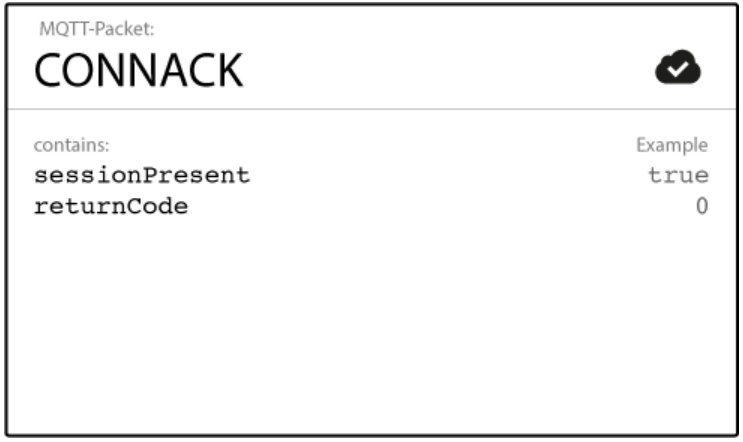 MQTT-Packet:
CONNACK
contains: Example
sessionPresent true
returnCode 0